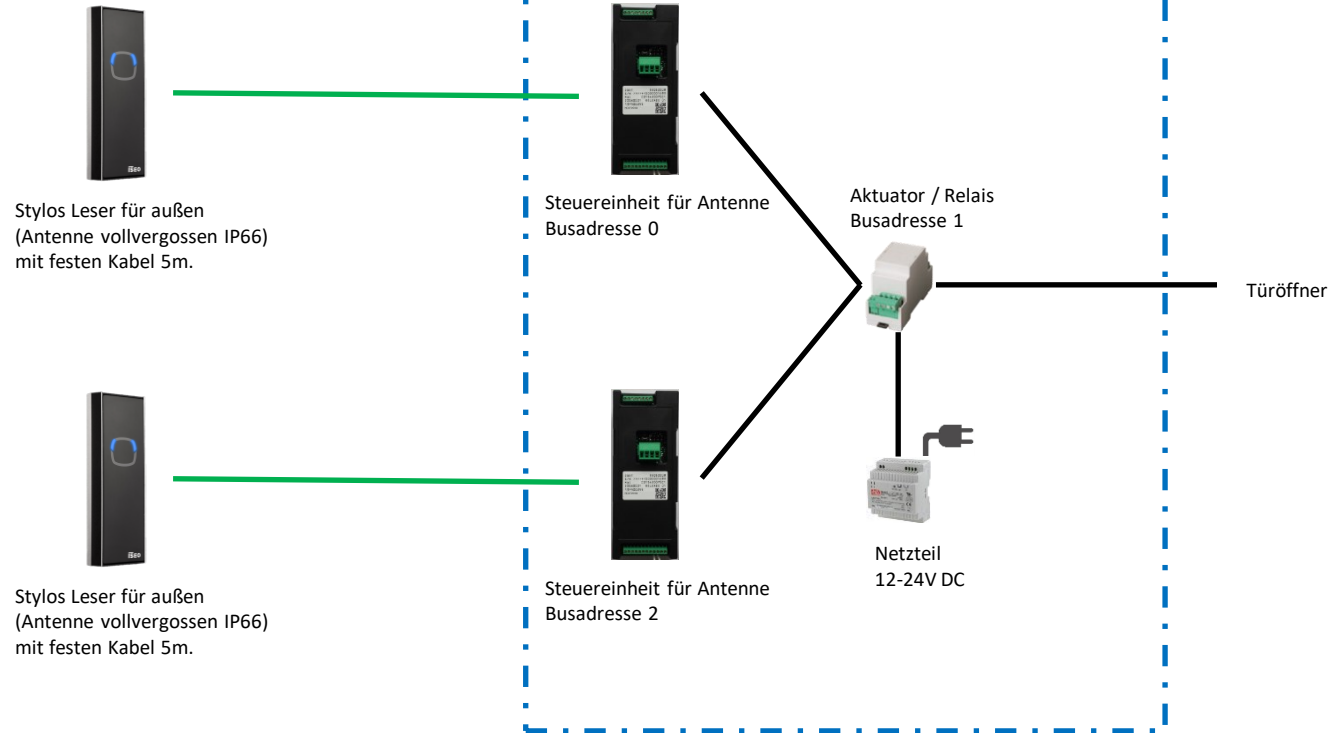 Stylos Leser für außen
(Antenne vollvergossen IP66)
mit festen Kabel 5m.
Steuereinheit für Antenne
Busadresse 0
Aktuator / Relais
Busadresse 1
Türöffner
Netzteil
12-24V DC
Stylos Leser für außen
(Antenne vollvergossen IP66)
mit festen Kabel 5m.
Steuereinheit für Antenne
Busadresse 2